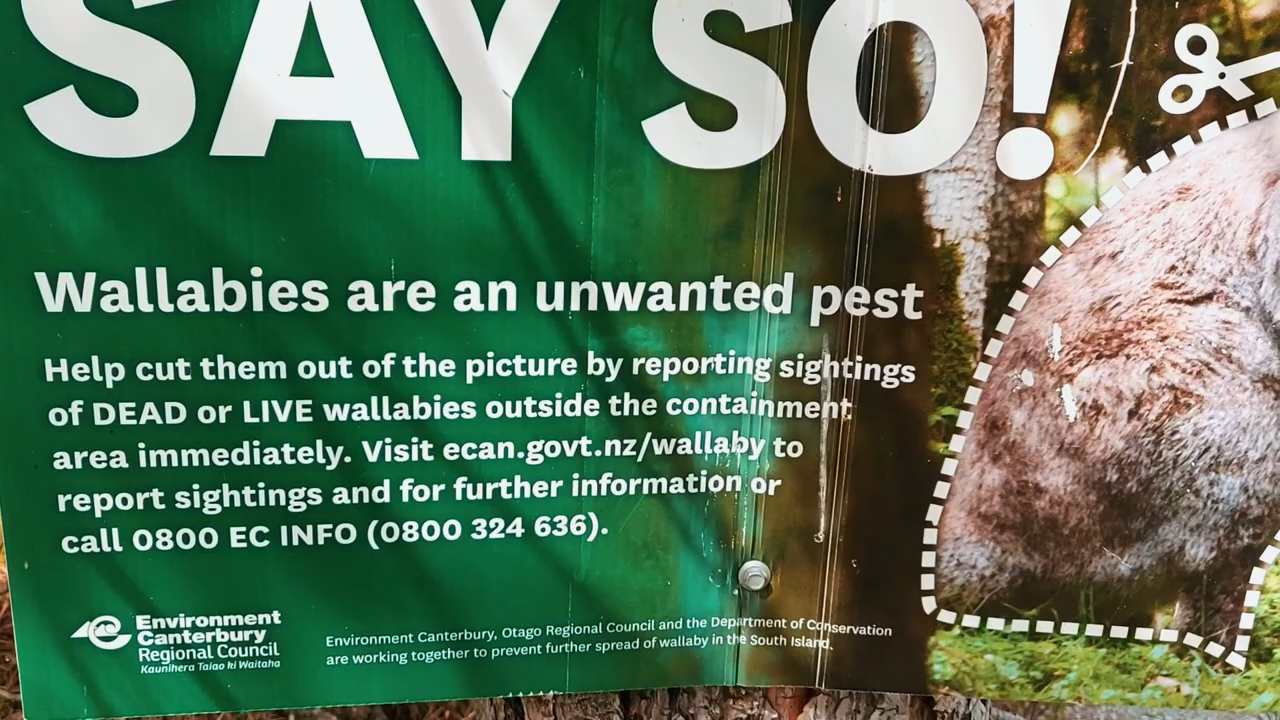 SAY SO!
Wallabies are an unwanted pest
Help cut them out of the picture by reporting sightings
of DEAD or LIVE wallabies outside the containment
area immediately. Visit ecan.govt.nz/wallaby to
report sightings and for further information or
call 0800 EC INFO (0800 324 636).
Environment
Canterbury
Regional Council
Kaunihera Taiao ki Waitaha
Environment Canterbury, Otago Regional Council and the Department of Conservation
are working together to prevent further spread of wallaby in the South Island.